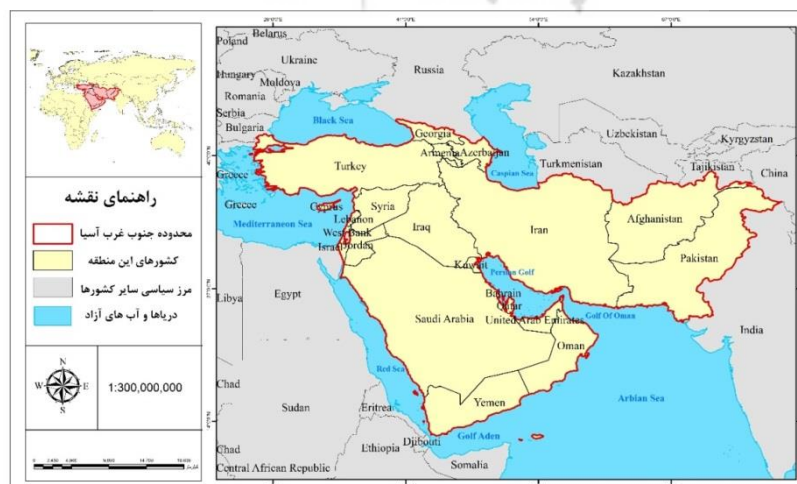 راهنمای نقشه
محدوده جنوب غرب آسیا
کشورهای این منطقه
مرز سیاسی سایر کشورها
دریاها و آب های آزاد
N
W
E
S
1:300,000,000
Belarus
Poland
Ukraine
Russia
Kazakhstan
Hungary
Moldova
Romania
Serbia
Bulgaria
Black Sea
Georgia
Armenia
Azerbaijan
Caspian Sea
Uzbekistan
Kyrgyzstan
Turkmenistan
Tajikistan
China
Greece
Turkey
Greece
Mediterranean Sea
Cyprus
Syria
Lebanon
West Bank
Israel
Jordan
Iraq
Iran
Afghanistan
Pakistan
Kuwait
Persian Golf
Bahrain
Qatar
United Arab Emirates
Golf Of Oman
India
Libya
Egypt
Saudi Arabia
Oman
Red Sea
Yemen
Arbian Sea
Chad
Sudan
Eritrea
Golf Aden
Djibouti
Ethiopia
Somalia
Chad
Central African Republic